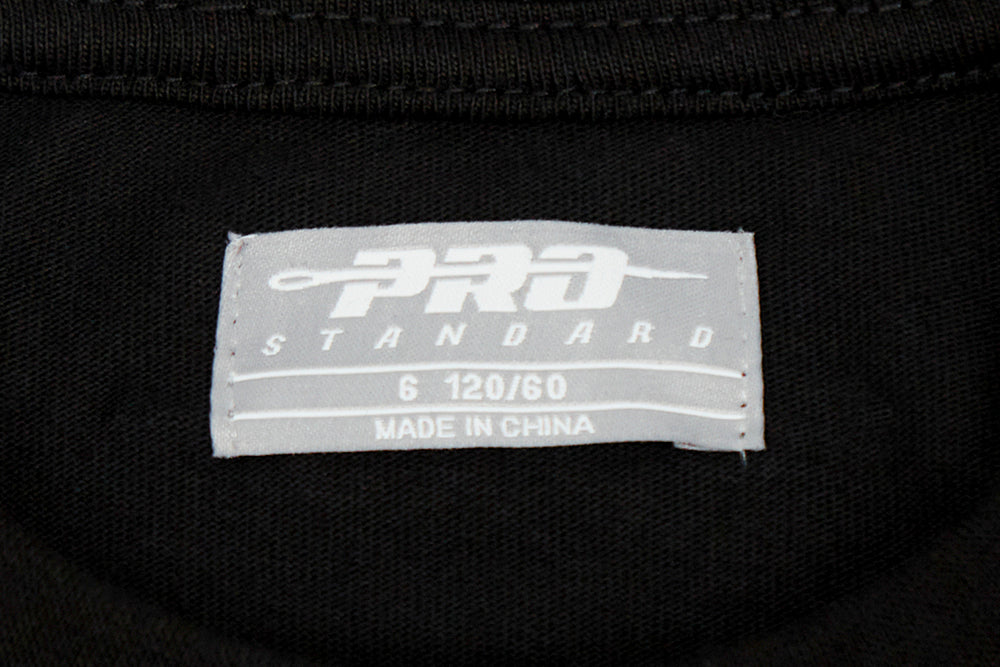 PRO
STANDARD
6 120/60
MADE IN CHINA